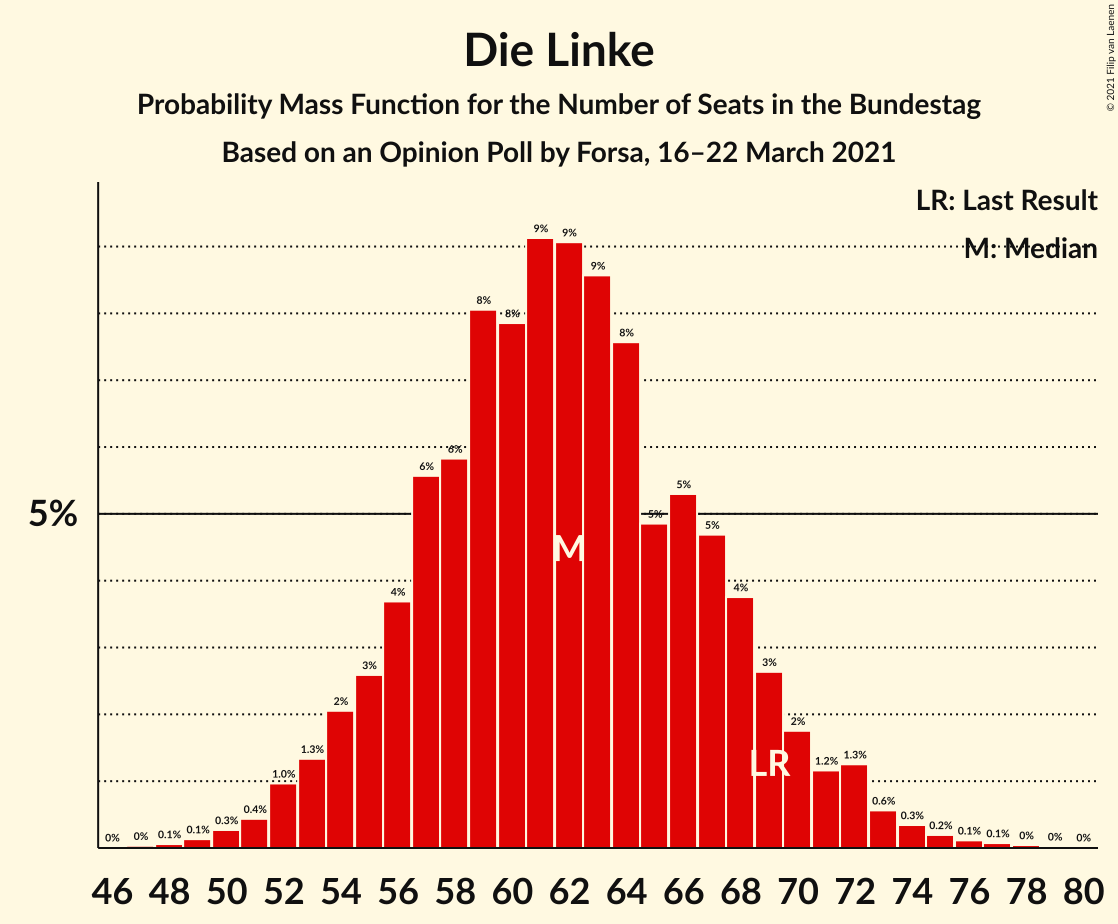 Die Linke
Probability Mass Function for the Number of Seats in the Bundestag
Based on an Opinion Poll by Forsa, 16–22 March 2021
© 2021 Filip van Laenen
LR: Last Result
M: Median
5%
0% 0% 0.1% 0.1% 0.3% 0.4% 1.0% 1.3% 2% 3% 4% 6% 6% 8% 8% 9% 9% 9% 8% 5% 5% 5% 4% 3% 2% 1.2% 1.3% 0.6% 0.3% 0.2% 0.1% 0.1% 0% 0% 0%
M
LR
46 48 50 52 54 56 58 60 62 64 66 68 70 72 74 76 78 80